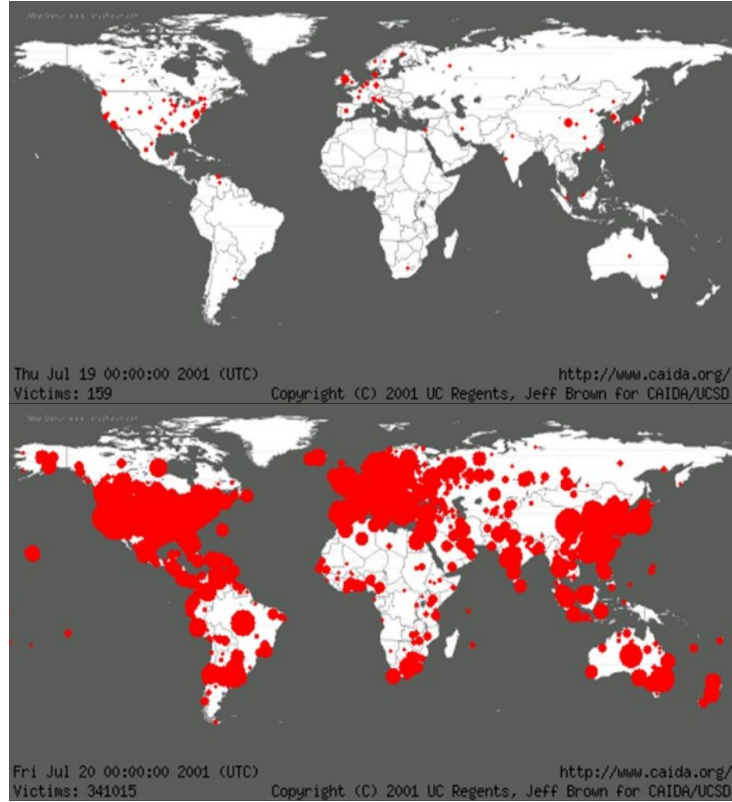 Thu Jul 19 00:00:00 2001 (UTC)
http://www.caida.org/
Victims: 159
Copyright (C) 2001 UC Regents, Jeff Brown for CAIDA/UCSD
Fri Jul 20 00:00:00 2001 (UTC)
http://www.caida.org/
Victims: 341015
Copyright (C) 2001 UC Regents, Jeff Brown for CAIDA/UCSD